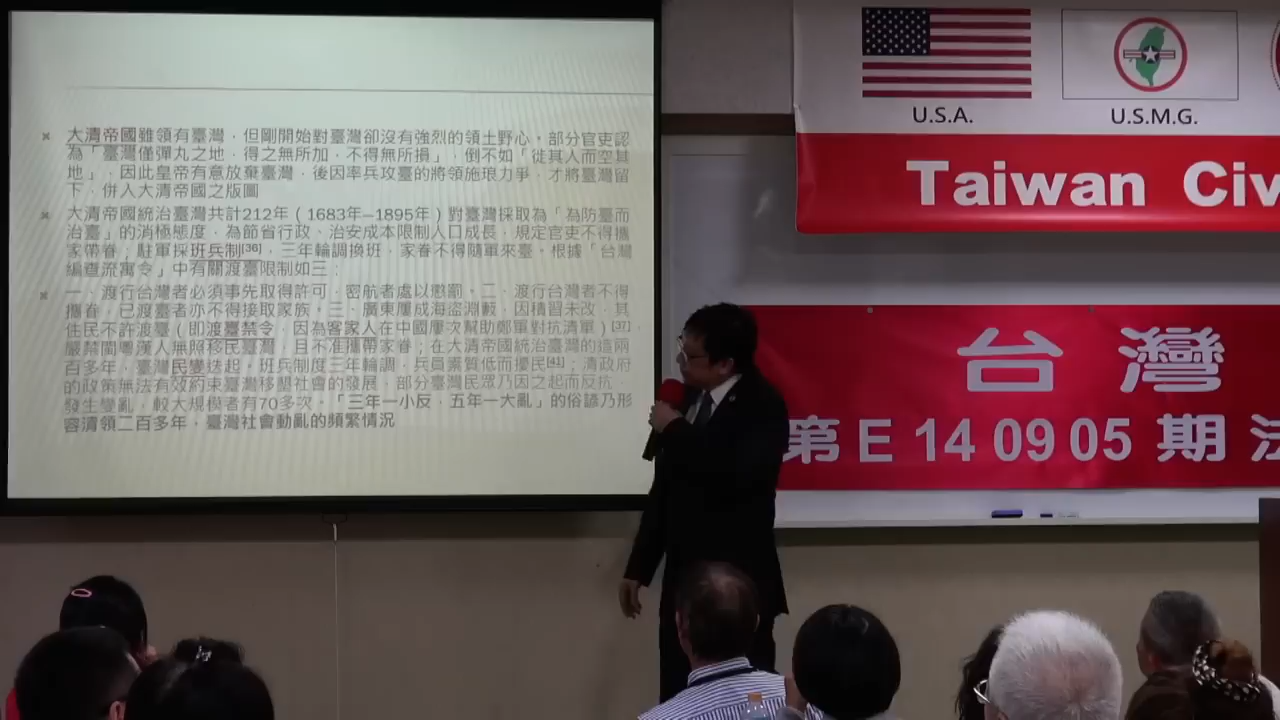 大清帝國雖領有臺灣，但剛開始對臺灣卻沒有強烈的領土野心。部分官吏認
為「臺灣僅彈丸之地，得之無所加，不得無所損」，倒不如「徙其人而空其
地」，因此皇帝有意放棄臺灣，後因率兵攻臺的將領施琅力爭，才將臺灣留
下，併入大清帝國之版圖
大清帝國統治臺灣共計212年（1683年—1895年）對臺灣採取為「為防臺而
治臺」的消極態度，為節省行政、治安成本限制人口成長，規定官吏不得攜
家帶眷；駐軍採班兵制[36]，三年輪調換班，家眷不得隨軍來臺。根據「台灣
編查流寓令」中有關渡臺限制如三：
一、渡行台灣者必須事先取得許可，密航者處以懲罰。二、渡行台灣者不得
攜眷，已渡臺者亦不得接取家族。三、廣東屢成海盜淵藪，因積習未改，其
住民不許渡臺（即渡臺禁令，因為客家人在中國屢次幫助鄭軍對抗清軍）[37]，
嚴禁閩粵漢人無照移民臺灣，且不准攜帶家眷；在大清帝國統治臺灣的這兩
百多年，臺灣民變迭起，班兵制度三年輪調，兵員素質低而擾民[41]；清政府
的政策無法有效約束臺灣移墾社會的發展，部分臺灣民眾乃因之起而反抗，
發生變亂，較大規模者有70多次。「三年一小反，五年一大亂」的俗諺乃形
容清領二百多年，臺灣社會動亂的頻繁情況
U.S.A.
U.S.M.G.
Taiwan Civ
台灣
第E 14 09 05 期 法